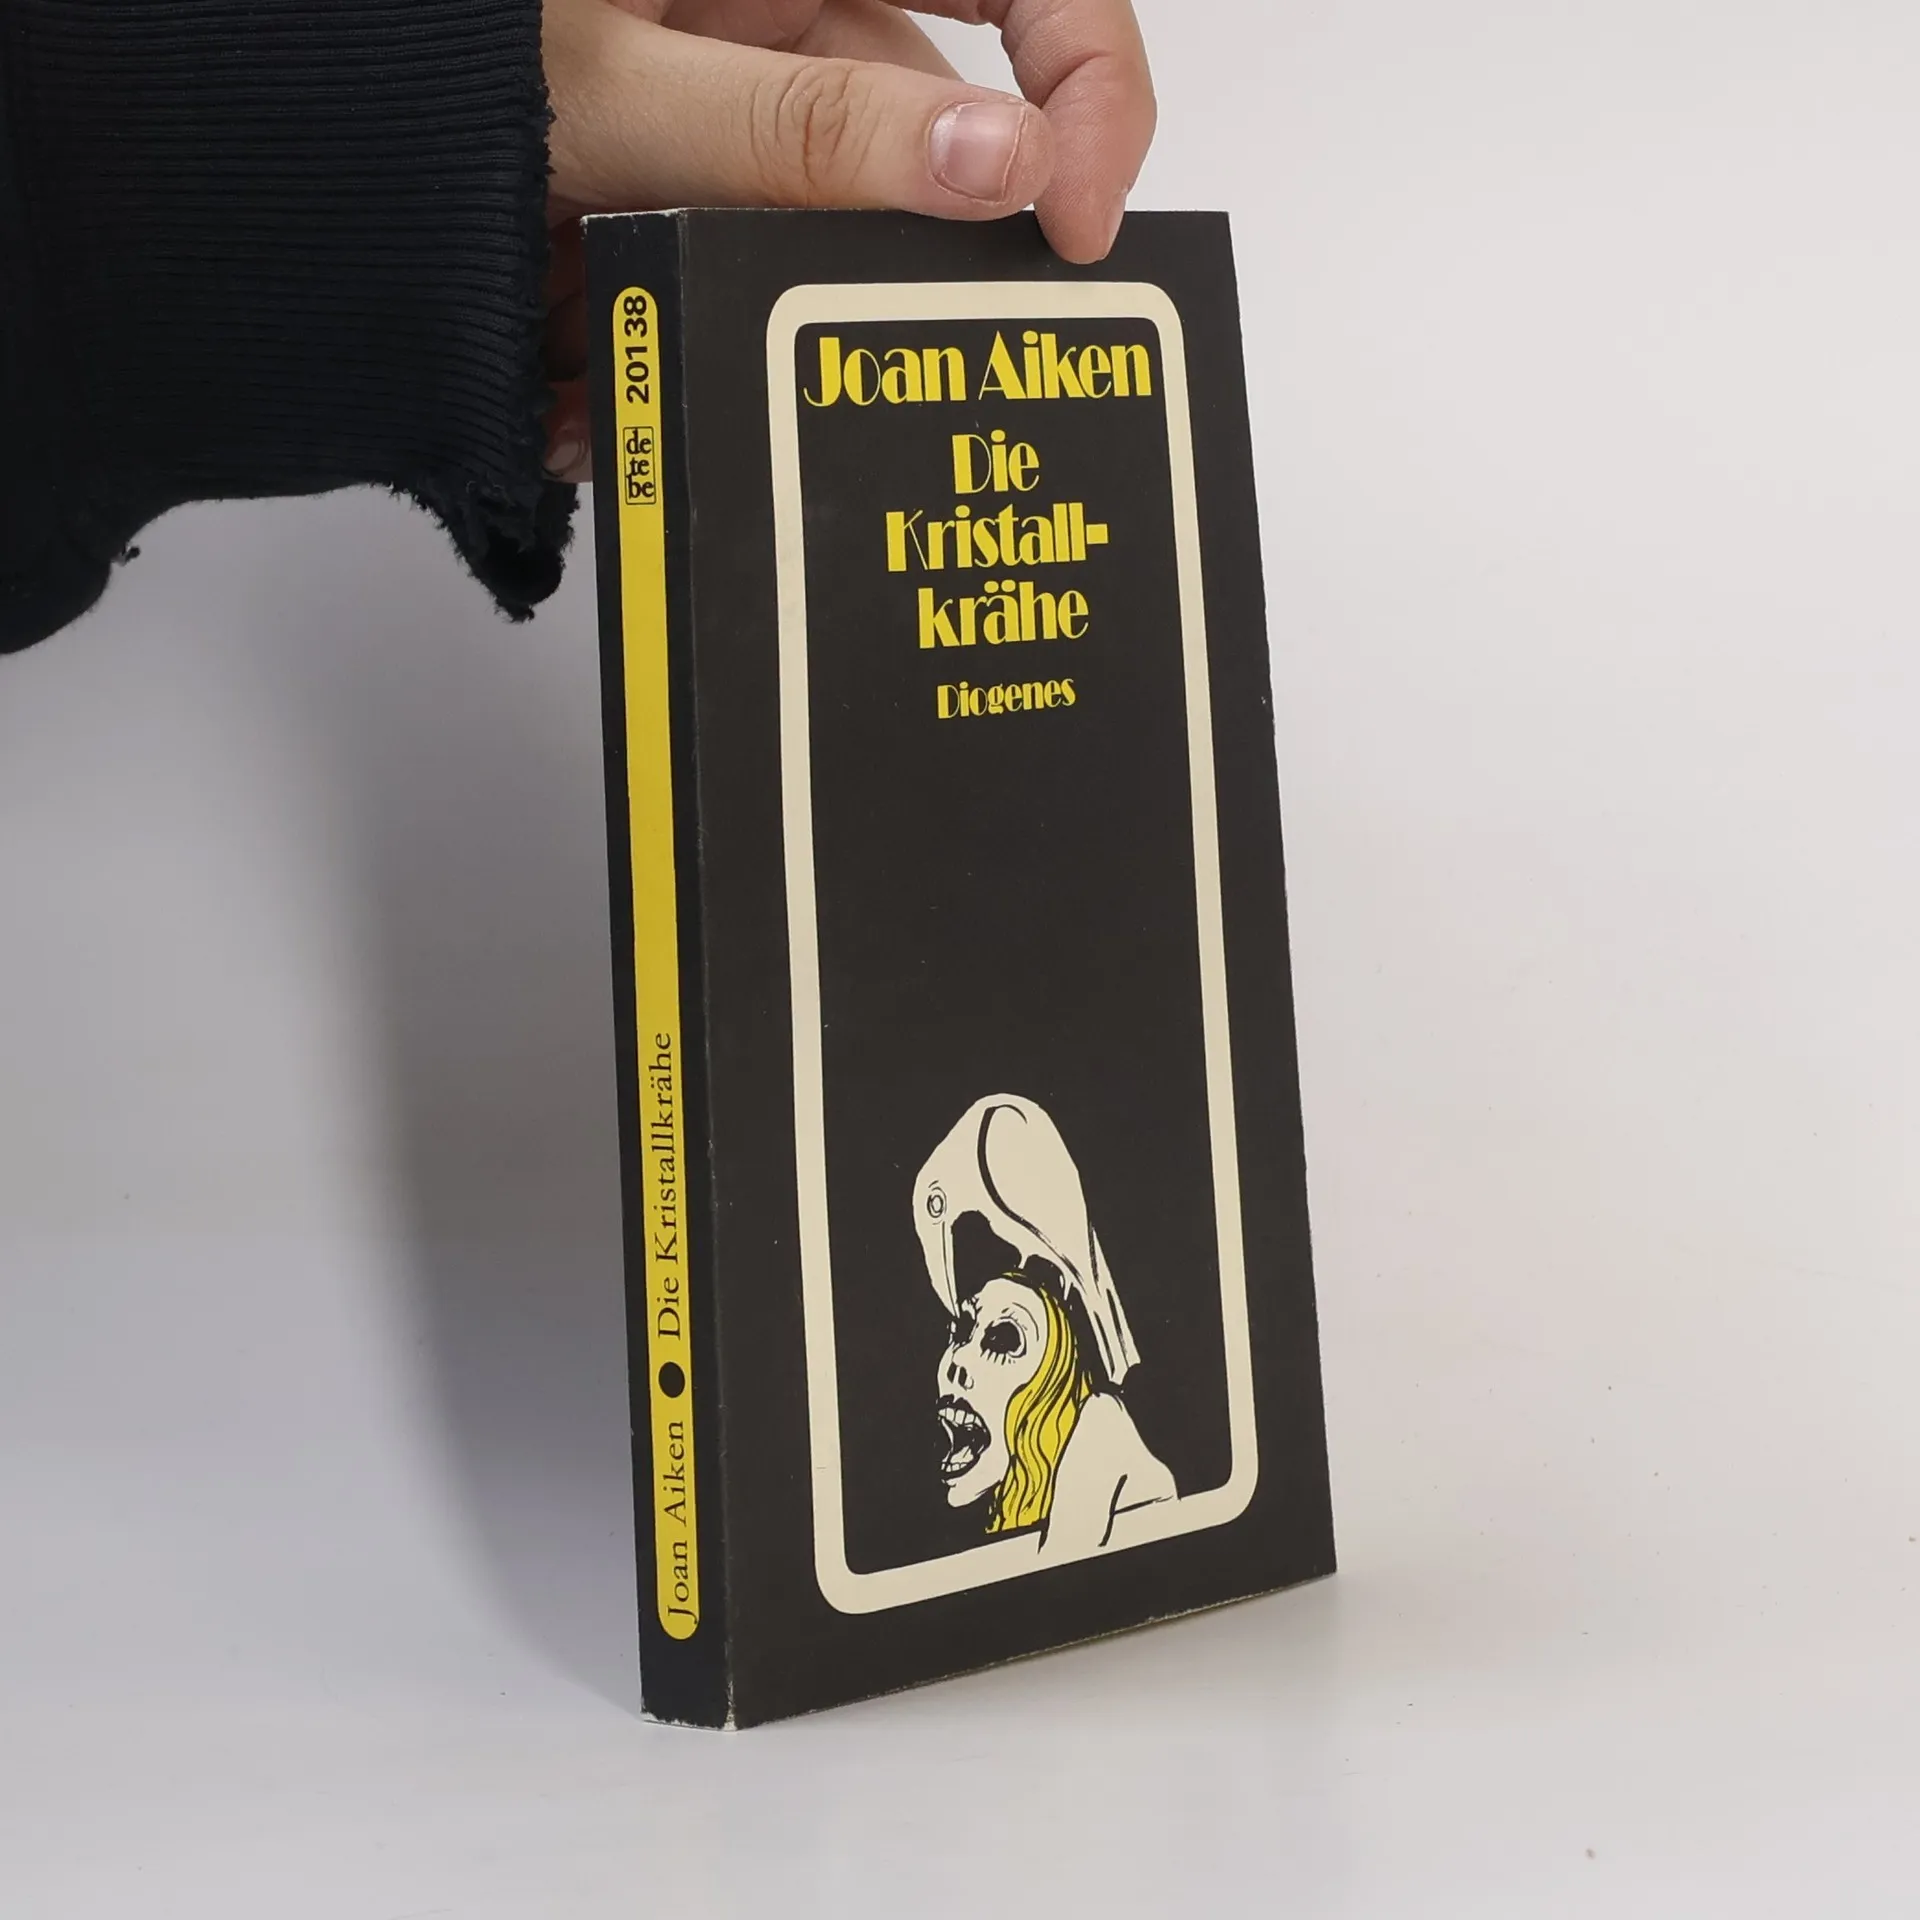 Joan Aiken
Die
Kristall-
krähe
Diogenes
Joan Aiken ● Die Kristallkrähe
de
te
be
20138